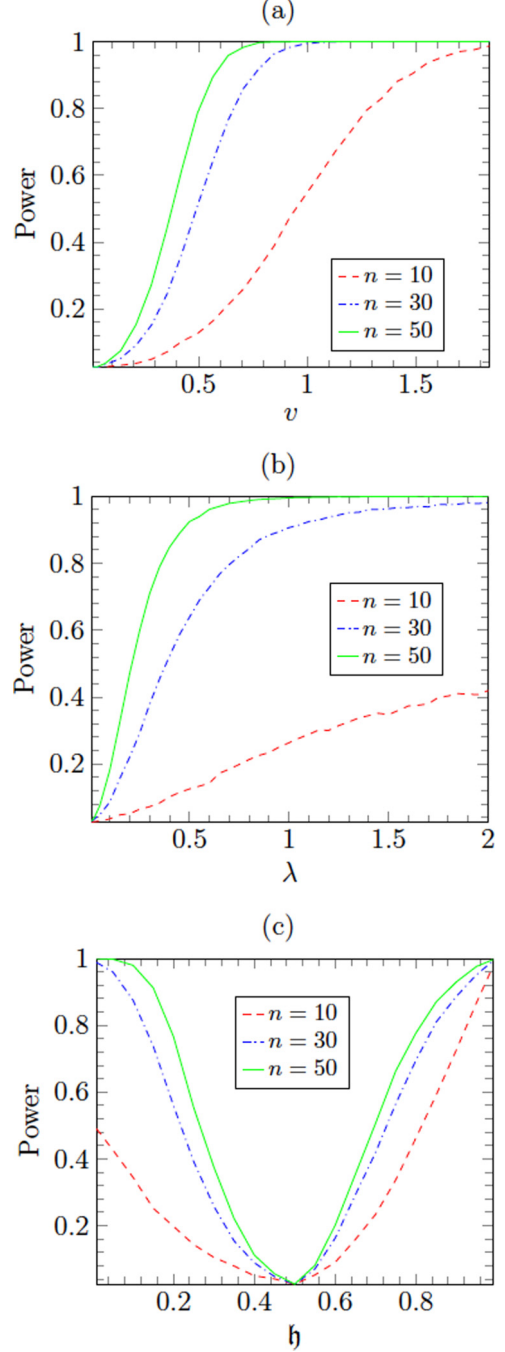 (a)
1
0.8
0.6
0.4
0.2
Power
n = 10
n = 30
n = 50
0.5
1
1.5
v
(b)
1
0.8
0.6
0.4
0.2
Power
n = 10
n = 30
n = 50
0.5
1
1.5
2
λ
(c)
1
0.8
0.6
0.4
0.2
Power
n = 10
n = 30
n = 50
0.2
0.4
0.6
0.8
𝔥